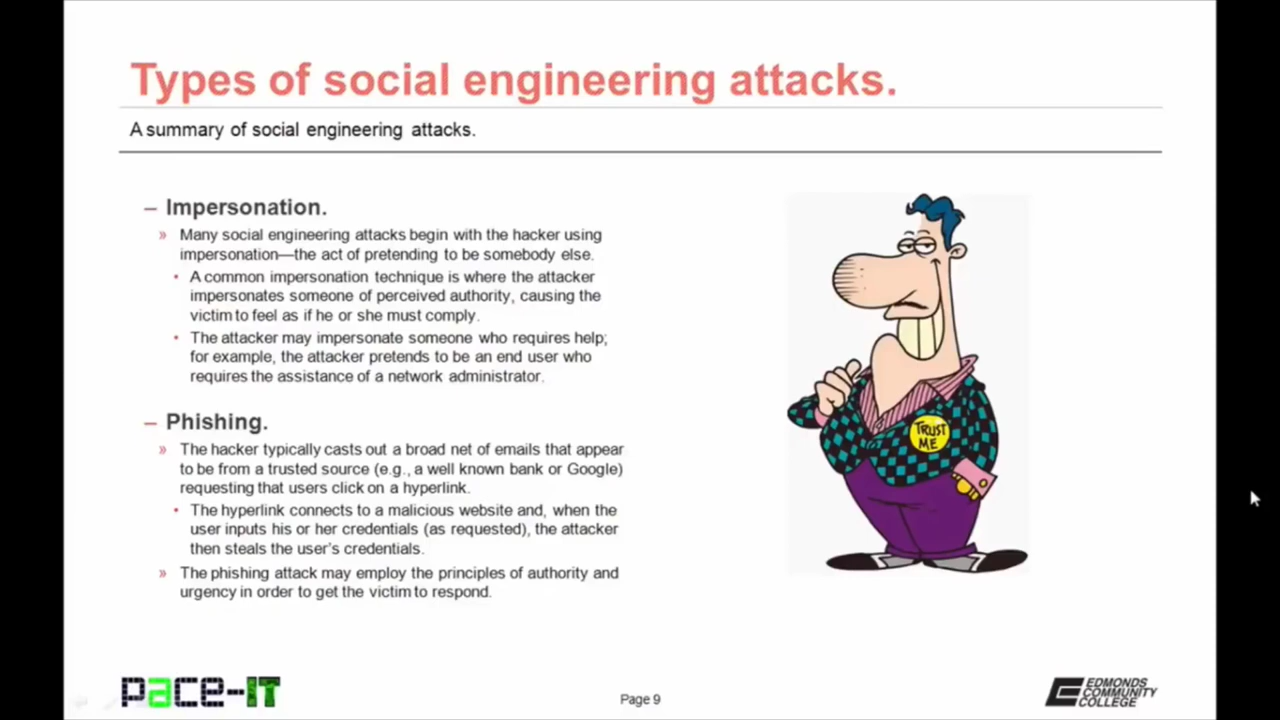 Types of social engineering attacks.
A summary of social engineering attacks.
– Impersonation.
» Many social engineering attacks begin with the hacker using
impersonation—the act of pretending to be somebody else.
• A common impersonation technique is where the attacker
impersonates someone of perceived authority, causing the
victim to feel as if he or she must comply.
• The attacker may impersonate someone who requires help;
for example, the attacker pretends to be an end user who
requires the assistance of a network administrator.
– Phishing.
» The hacker typically casts out a broad net of emails that appear
to be from a trusted source (e.g., a well known bank or Google)
requesting that users click on a hyperlink.
• The hyperlink connects to a malicious website and, when the
user inputs his or her credentials (as requested), the attacker
then steals the user's credentials.
» The phishing attack may employ the principles of authority and
urgency in order to get the victim to respond.
TRUST
ME
pace-IT
Page 9
EDMONDS
COMMUNITY
COLLEGE